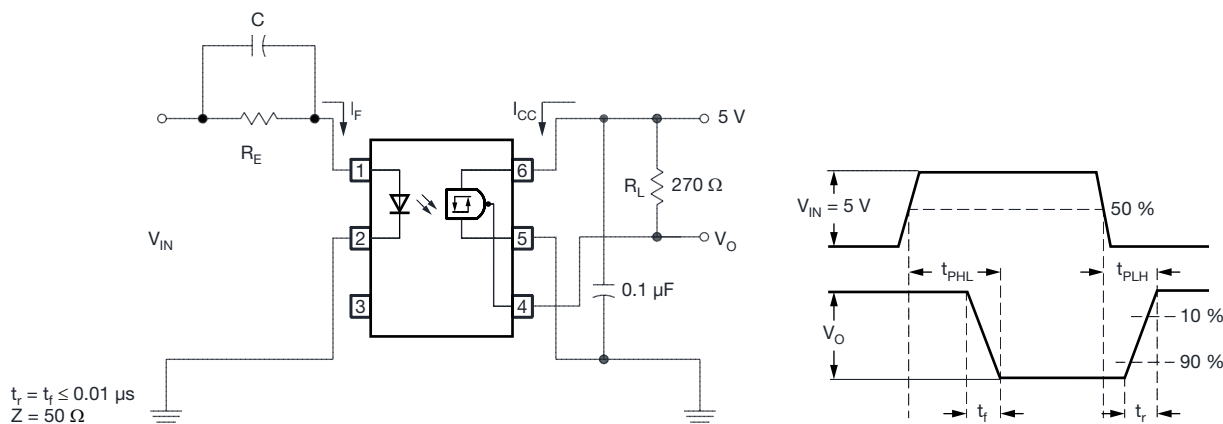 C
R_E
I_F
I_CC
5 V
1
2
3
6
5
4
R_L
270 Ω
V_IN
V_O
0.1 µF
t_r = t_f ≤ 0.01 µs
Z = 50 Ω
V_IN = 5 V
50 %
t_PHL
t_PLH
V_O
10 %
90 %
t_f
t_r